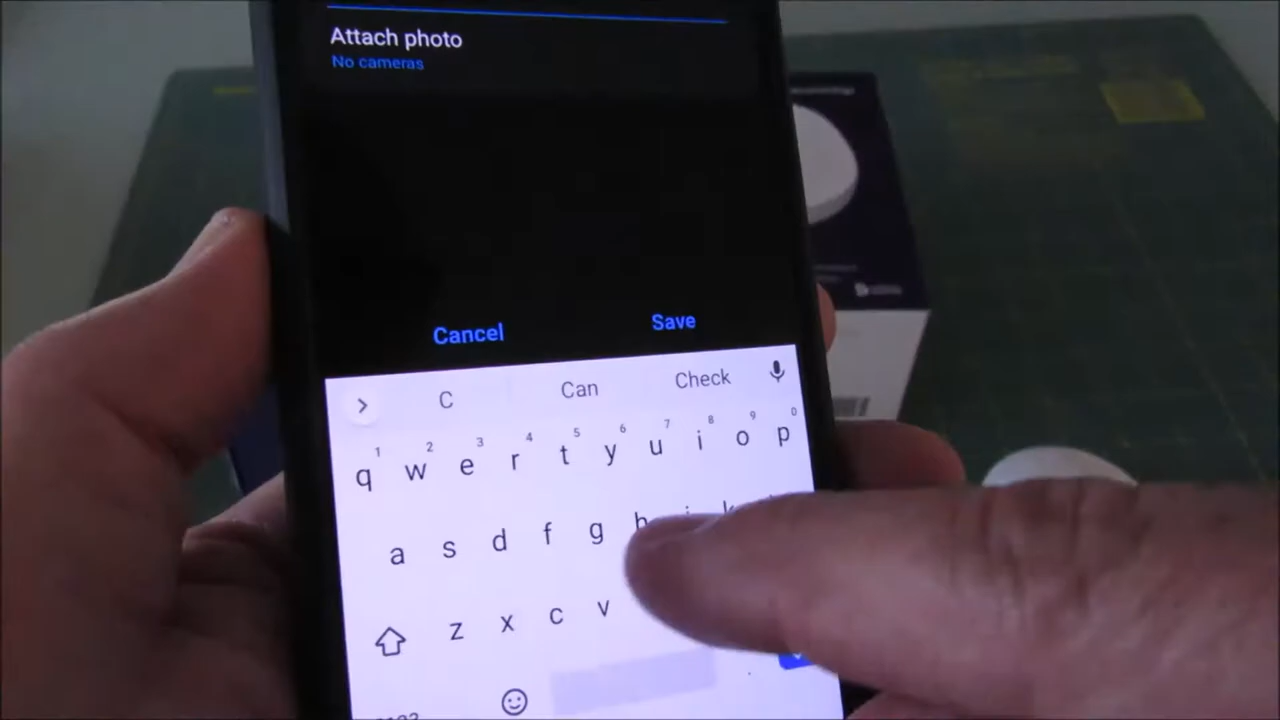 Attach photo
No cameras
Cancel Save
C Can Check
1 2 3 4 5 6 7 8 9 0
q w e r t y u i o p
a s d f g h j k
z x c v